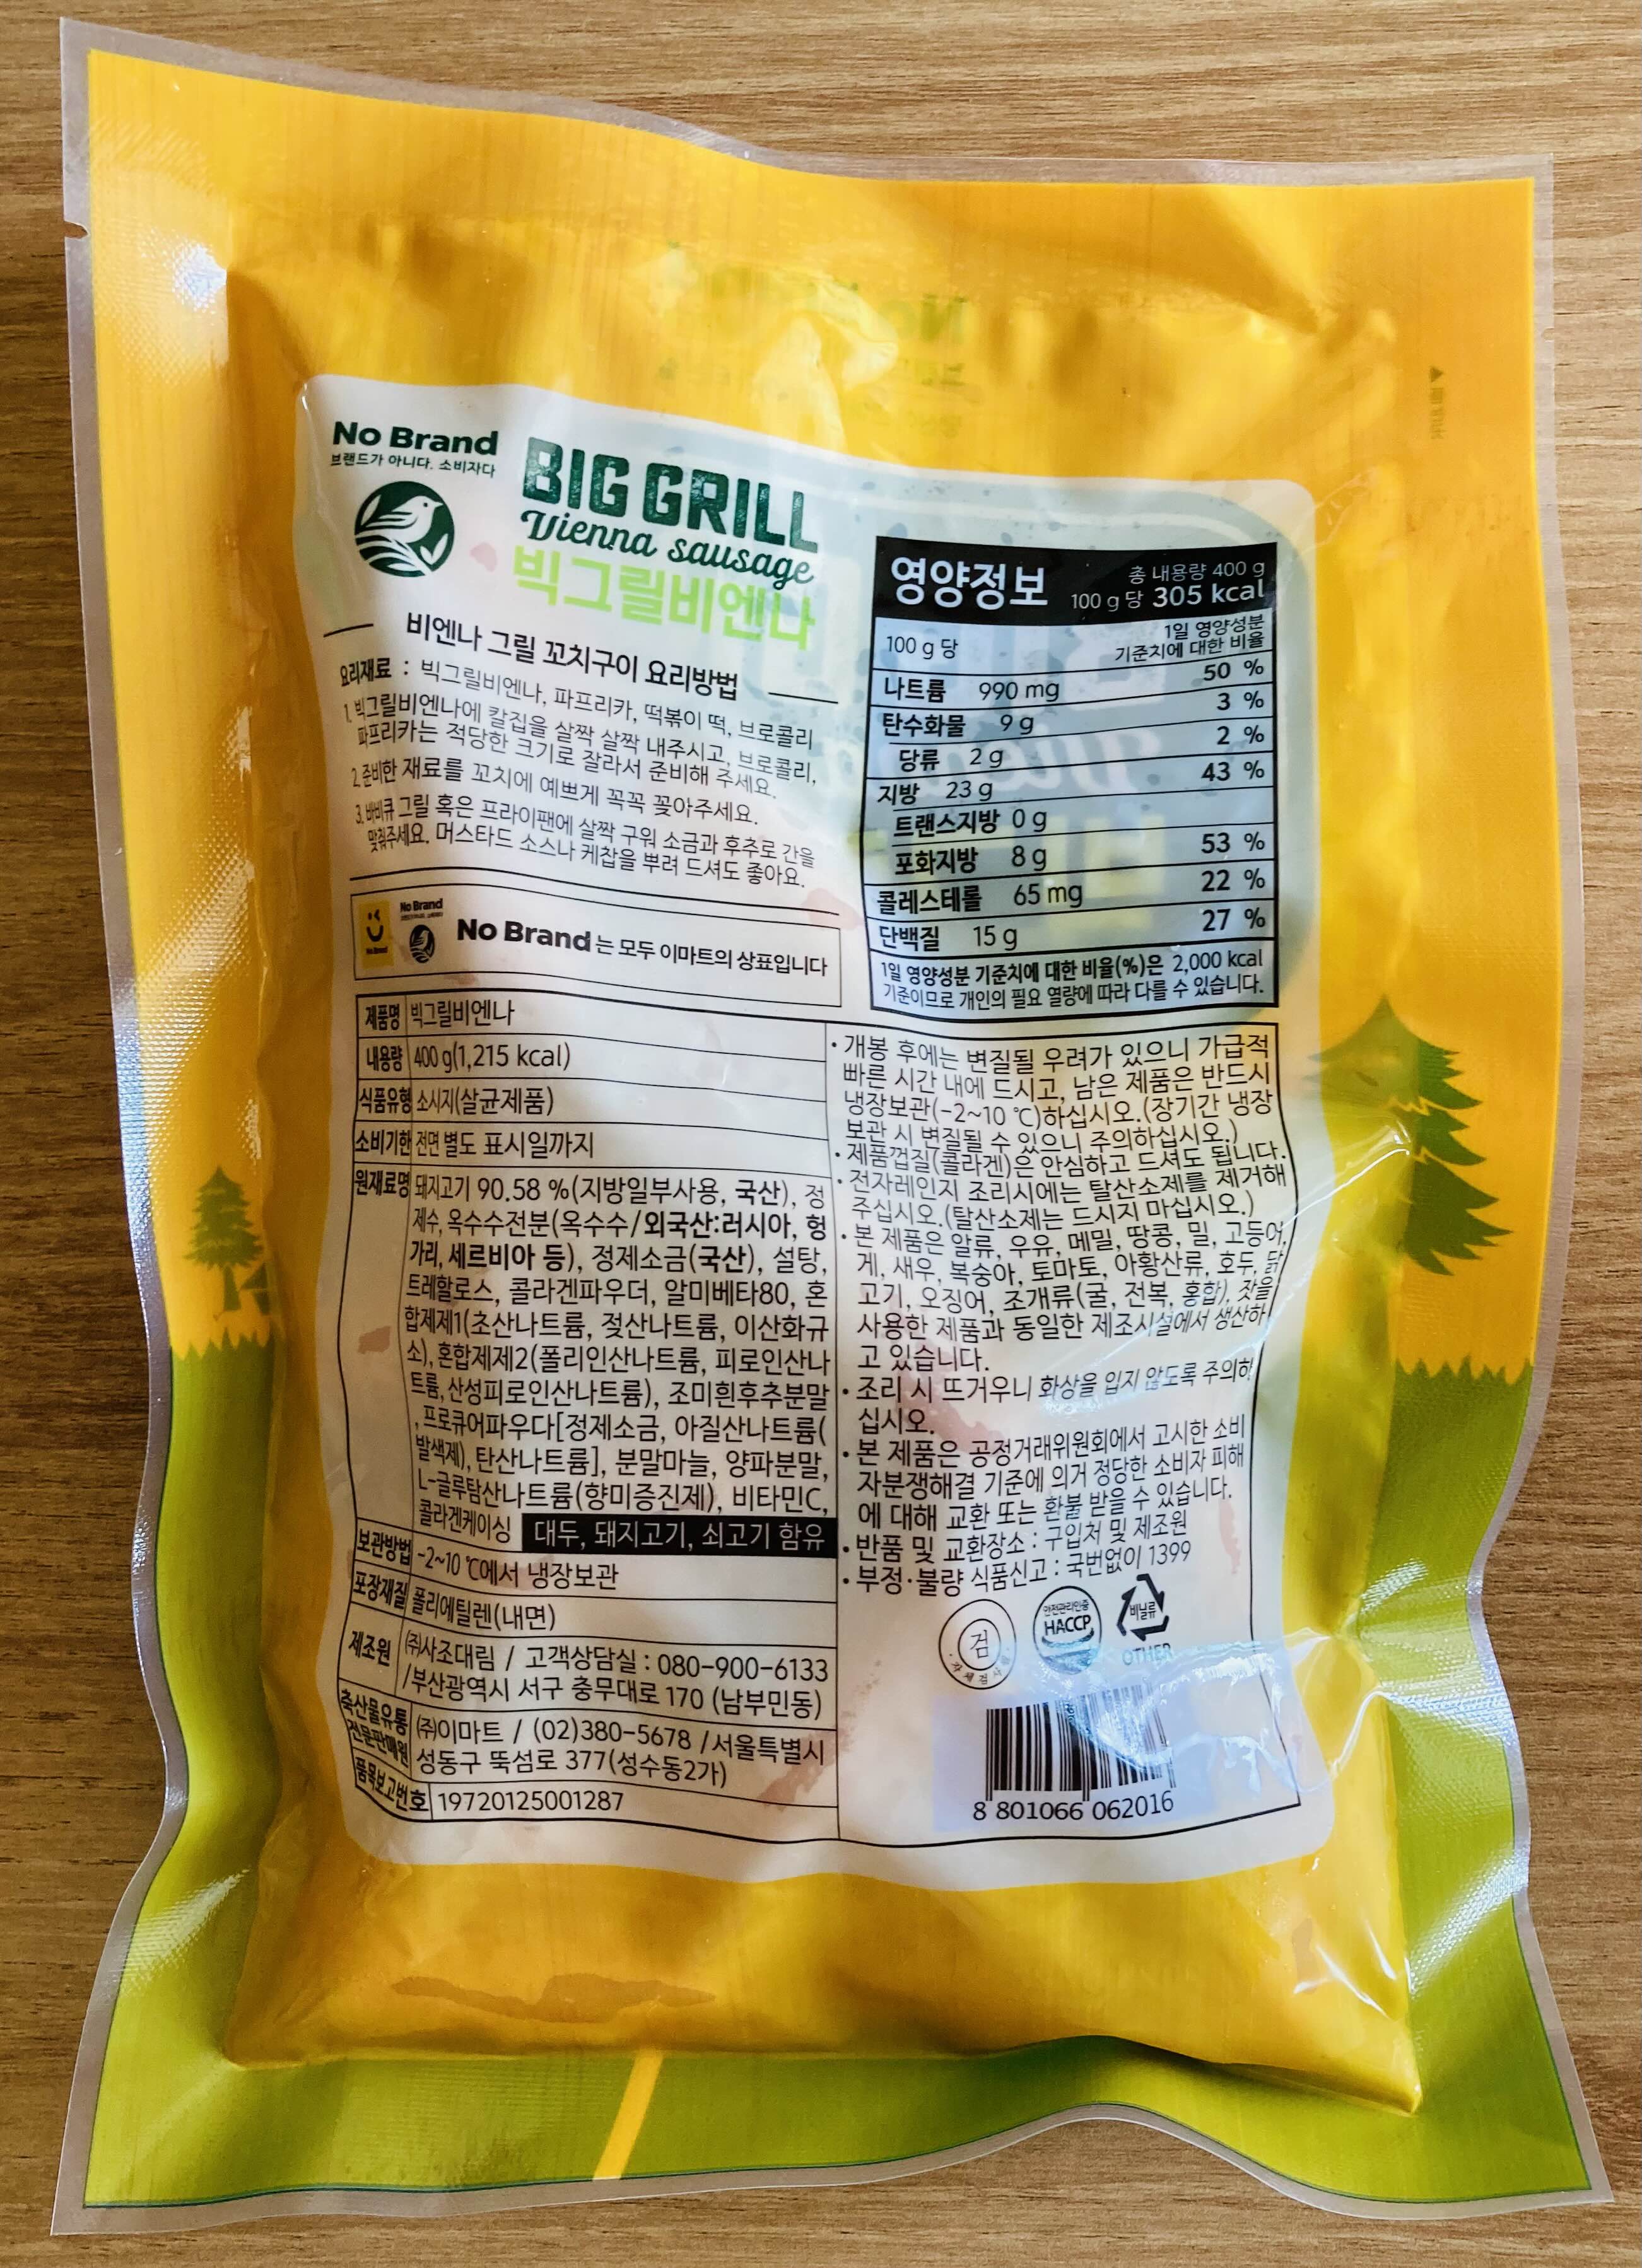 No Brand
브랜드가 아니다. 소비자다
BIG GRILL
Vienna sausage
빅그릴비엔나
비엔나 그릴 꼬치구이 요리방법
요리재료 : 빅그릴비엔나, 파프리카, 떡볶이 떡, 브로콜리
1. 빅그릴비엔나에 칼집을 살짝 살짝 내주시고, 브로콜리,
파프리카는 적당한 크기로 잘라서 준비해 주세요.
2. 준비한 재료를 꼬치에 예쁘게 꼭꼭 꽂아주세요.
3. 바비큐 그릴 혹은 프라이팬에 살짝 구워 소금과 후추로 간을
맞춰주세요. 머스타드 소스나 케찹을 뿌려 드셔도 좋아요.
No Brand
No Brand는 모두 이마트의 상표입니다
영양정보
총 내용량 400 g
100 g 당 305 kcal
100 g 당
1일 영양성분
기준치에 대한 비율
나트륨 990 mg 50 %
탄수화물 9 g 3 %
당류 2 g 2 %
지방 23 g 43 %
트랜스지방 0 g
포화지방 8 g 53 %
콜레스테롤 65 mg 22 %
단백질 15 g 27 %
1일 영양성분 기준치에 대한 비율(%)은 2,000 kcal
기준이므로 개인의 필요 열량에 따라 다를 수 있습니다.
제품명 빅그릴비엔나
내용량 400 g(1,215 kcal)
식품유형 소시지(살균제품)
소비기한 전면 별도 표시일까지
원재료명 돼지고기 90.58 %(지방일부사용, 국산), 정
제수, 옥수수전분(옥수수/외국산:러시아, 헝
가리, 세르비아 등), 정제소금(국산), 설탕,
트레할로스, 콜라겐파우더, 알미베타80, 혼
합제제1(초산나트륨, 젖산나트륨, 이산화규
소), 혼합제제2(폴리인산나트륨, 피로인산나
트륨, 산성피로인산나트륨), 조미흰후추분말
, 프로큐어파우다[정제소금, 아질산나트륨(
발색제), 탄산나트륨], 분말마늘, 양파분말,
L-글루탐산나트륨(향미증진제), 비타민C,
콜라겐케이싱 대두, 돼지고기, 쇠고기 함유
보관방법 -2~10 ℃에서 냉장보관
포장재질 폴리에틸렌(내면)
제조원 ㈜사조대림 / 고객상담실 : 080-900-6133
/부산광역시 서구 충무대로 170 (남부민동)
축산물유통
전문판매원
㈜이마트 / (02)380-5678 /서울특별시
성동구 뚝섬로 377(성수동2가)
품목보고번호 19720125001287
• 개봉 후에는 변질될 우려가 있으니 가급적
빠른 시간 내에 드시고, 남은 제품은 반드시
냉장보관(-2~10 ℃)하십시오.(장기간 냉장
보관 시 변질될 수 있으니 주의하십시오.)
• 제품껍질(콜라겐)은 안심하고 드셔도 됩니다.
• 전자레인지 조리시에는 탈산소제를 제거해
주십시오.(탈산소제는 드시지 마십시오.)
• 본 제품은 알류, 우유, 메밀, 땅콩, 밀, 고등어,
게, 새우, 복숭아, 토마토, 아황산류, 호두, 닭
고기, 오징어, 조개류(굴, 전복, 홍합), 잣을
사용한 제품과 동일한 제조시설에서 생산하
고 있습니다.
• 조리 시 뜨거우니 화상을 입지 않도록 주의하
십시오.
• 본 제품은 공정거래위원회에서 고시한 소비
자분쟁해결 기준에 의거 정당한 소비자 피해
에 대해 교환 또는 환불 받을 수 있습니다.
• 반품 및 교환장소 : 구입처 및 제조원
• 부정·불량 식품신고 : 국번없이 1399
검
자체검사필
안전관리인증
HACCP
비닐류
OTHER
8 801066 062016